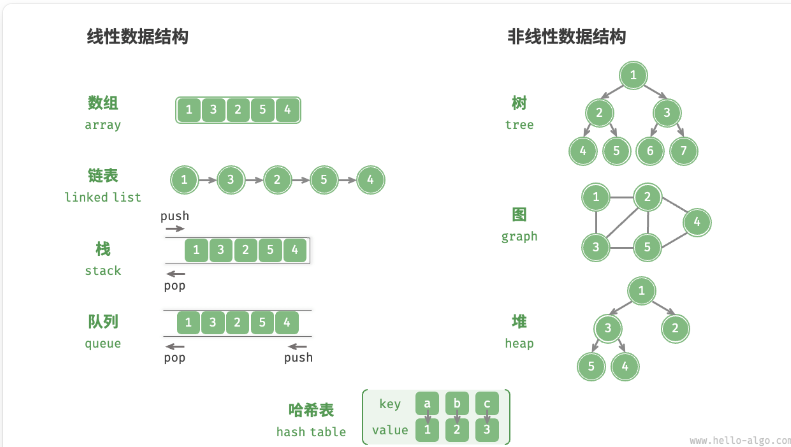 线性数据结构
数组
array
1 3 2 5 4
链表
linked list
1 3 2 5 4
栈
stack
push
1 3 2 5 4
pop
队列
queue
1 3 2 5 4
pop push
非线性数据结构
树
tree
1
2 3
4 5 6 7
图
graph
1 2
4
3 5
堆
heap
1
3 2
5 4
哈希表
hash table
key a b c
value 1 2 3
www.hello-algo.com